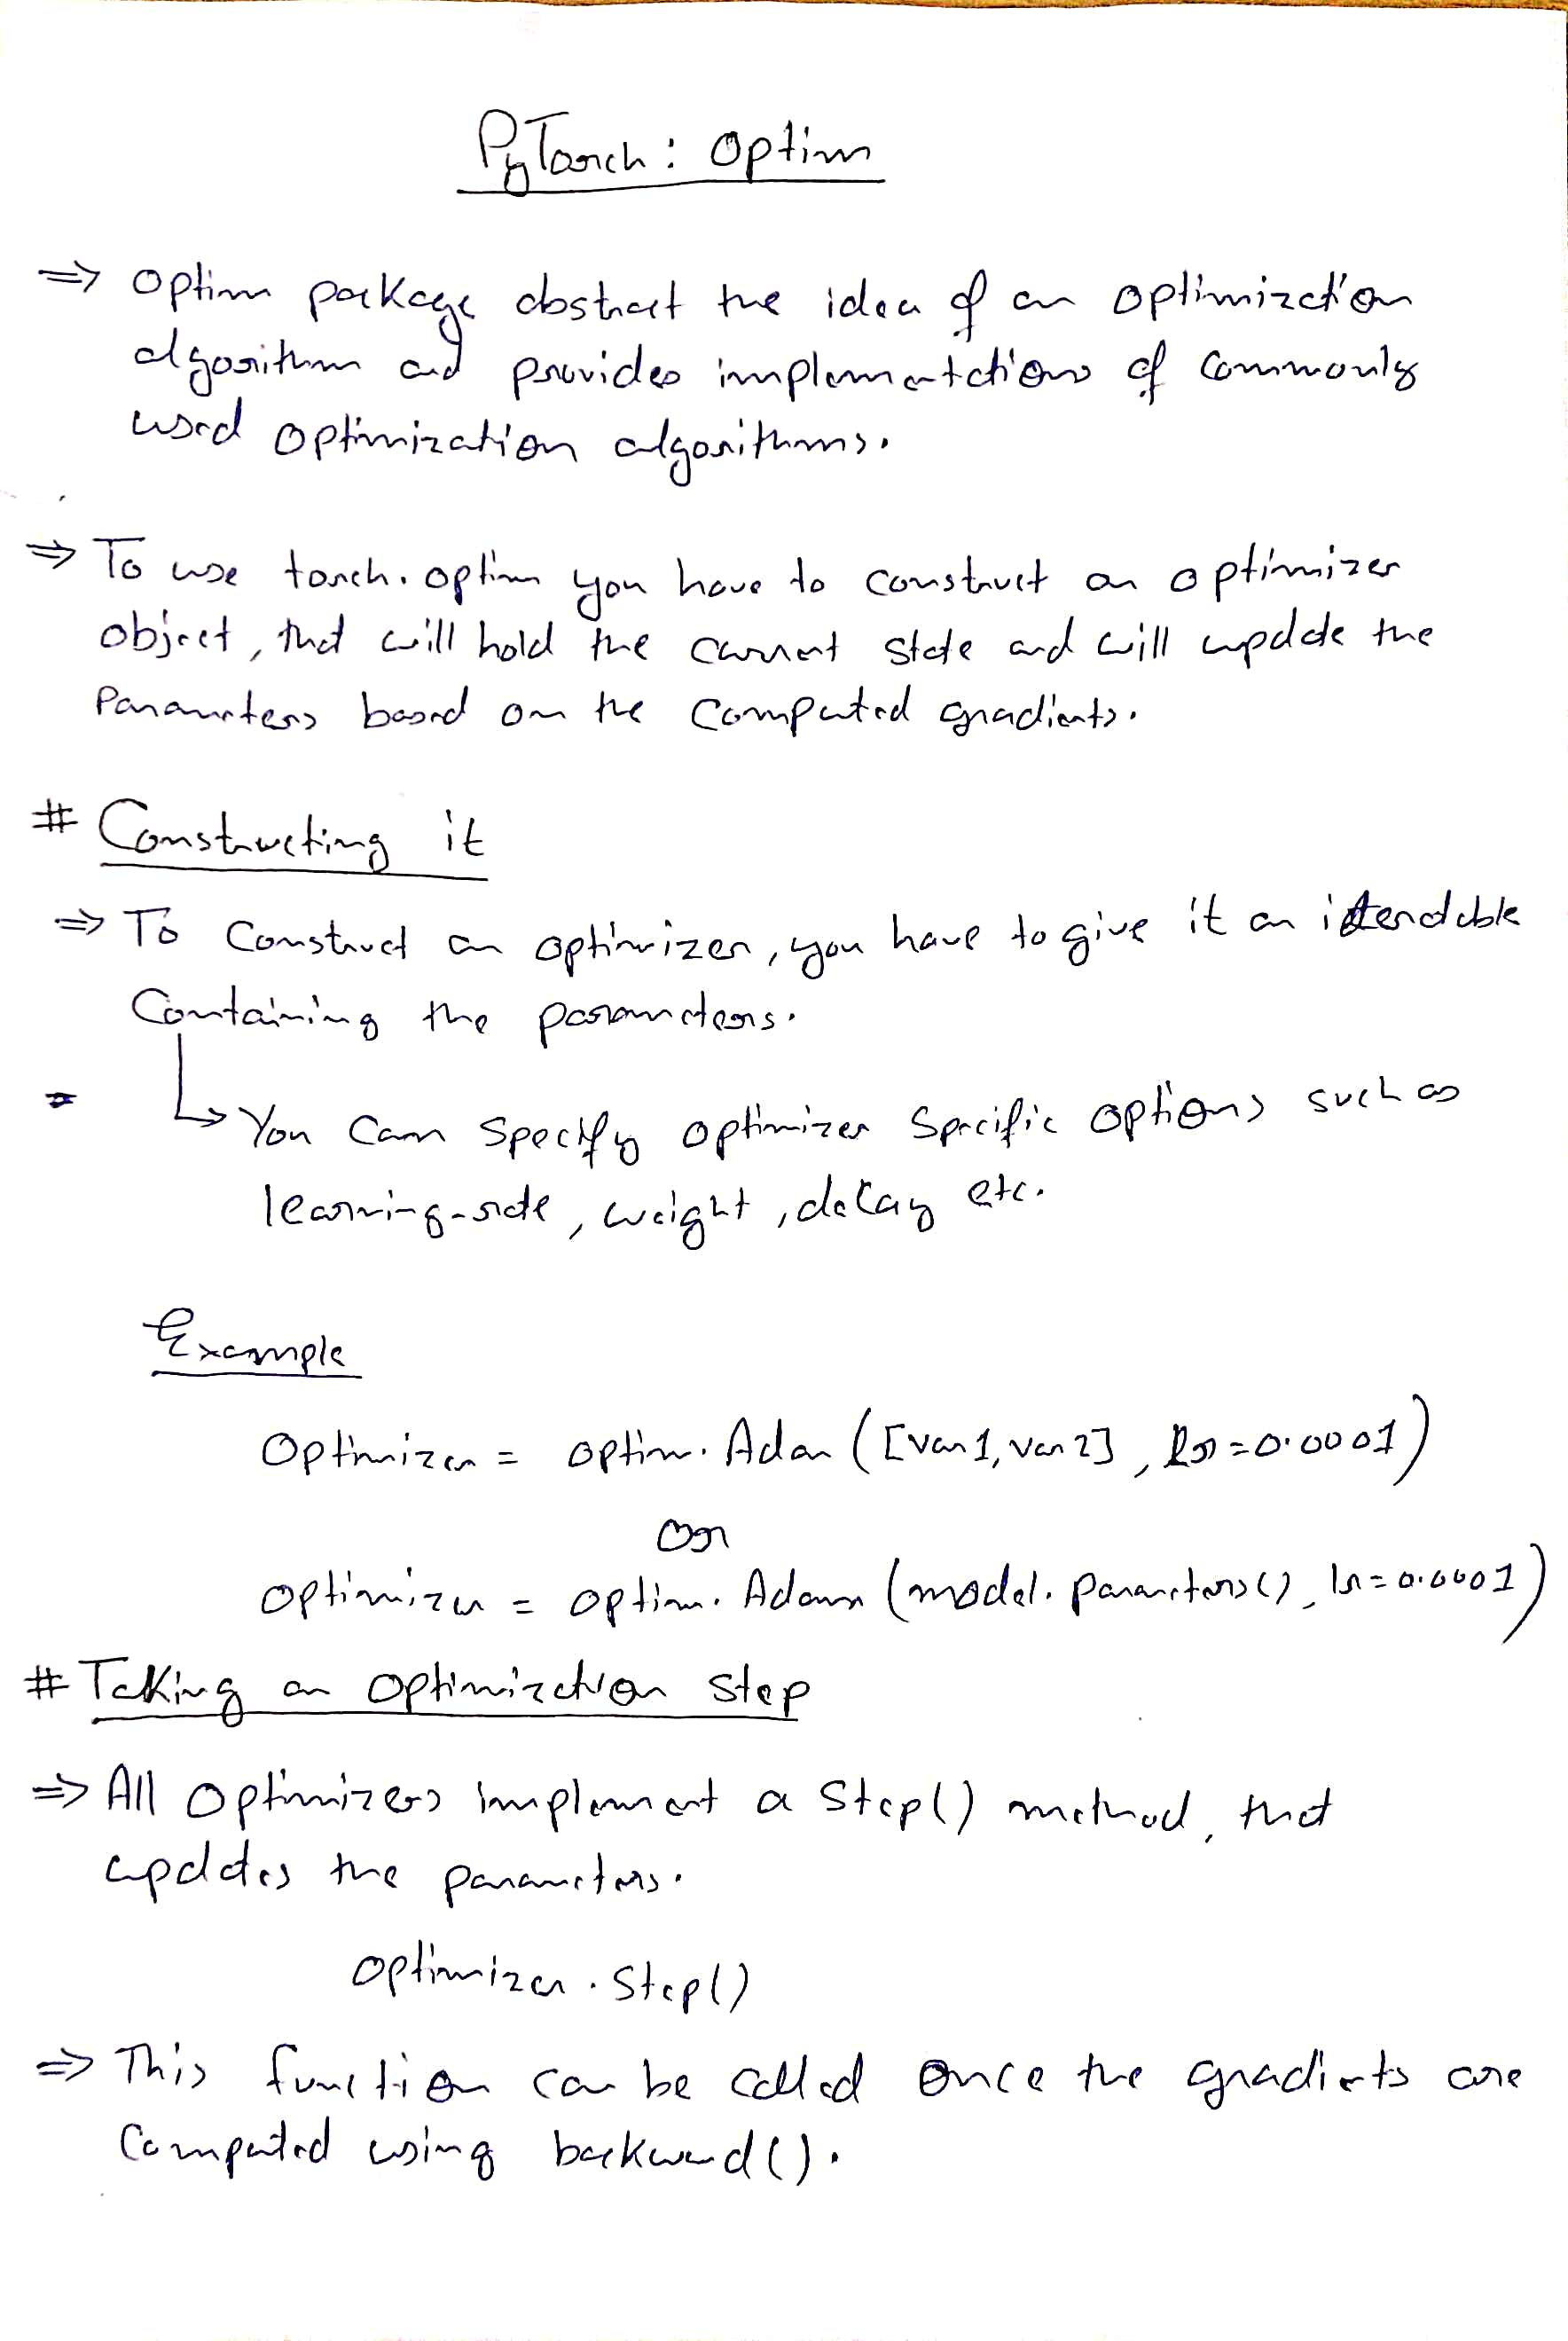 PyTorch : Optim
⇒ Optim package abstract the idea of an optimization
algorithm and provides implementations of commonly
used optimization algorithms.
⇒ To use torch.optim you have to construct an optimizer
object, that will hold the current state and will update the
Parameters based on the computed gradients.
# Constructing it
⇒ To Construct an optimizer, you have to give it an iterable
Containing the parameters.
↳ You can specify optimizer specific options such as
learning-rate, weight, decay etc.
Example
Optimizer = optim.Adam ([var1, var2], lr=0.0001)
or
optimizer = optim.Adam (model.parameters(), lr=0.0001)
# Taking an optimization step
⇒ All optimizers implement a step() method, that
updates the parameters.
optimizer.step()
⇒ This function can be called once the gradients are
Computed using backward().